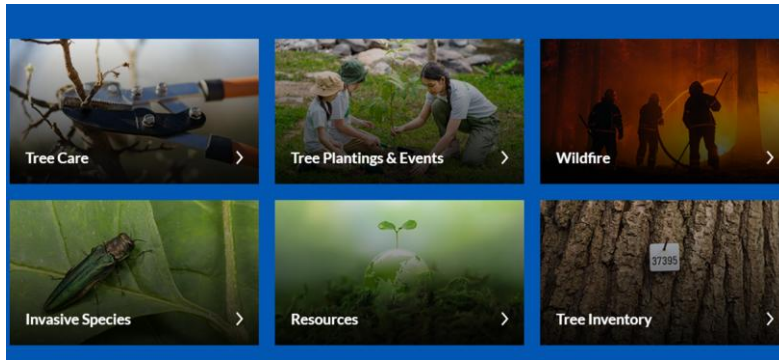 Tree Care
Tree Plantings & Events
Wildfire
37395
Invasive Species
Resources
Tree Inventory